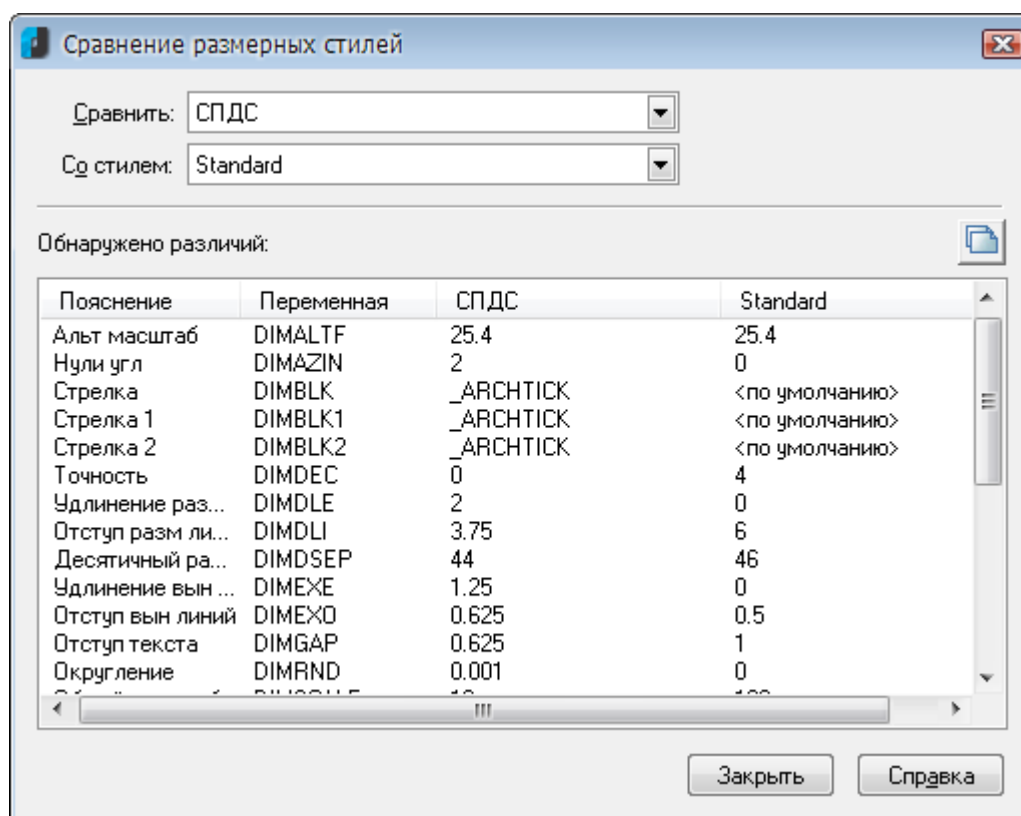 Сравнение размерных стилей
Сравнить: СПДС
Со стилем: Standard
Обнаружено различий:
Пояснение Переменная СПДС Standard
Альт масштаб DIMALTF 25.4 25.4
Нули угл DIMAZIN 2 0
Стрелка DIMBLK _ARCHTICK <по умолчанию>
Стрелка 1 DIMBLK1 _ARCHTICK <по умолчанию>
Стрелка 2 DIMBLK2 _ARCHTICK <по умолчанию>
Точность DIMDEC 0 4
Удлинение раз... DIMDLE 2 0
Отступ разм ли... DIMDLI 3.75 6
Десятичный ра... DIMDSEP 44 46
Удлинение вын ... DIMEXE 1.25 0
Отступ вын линий DIMEXO 0.625 0.5
Отступ текста DIMGAP 0.625 1
Округление DIMRND 0.001 0
Закрыть Справка